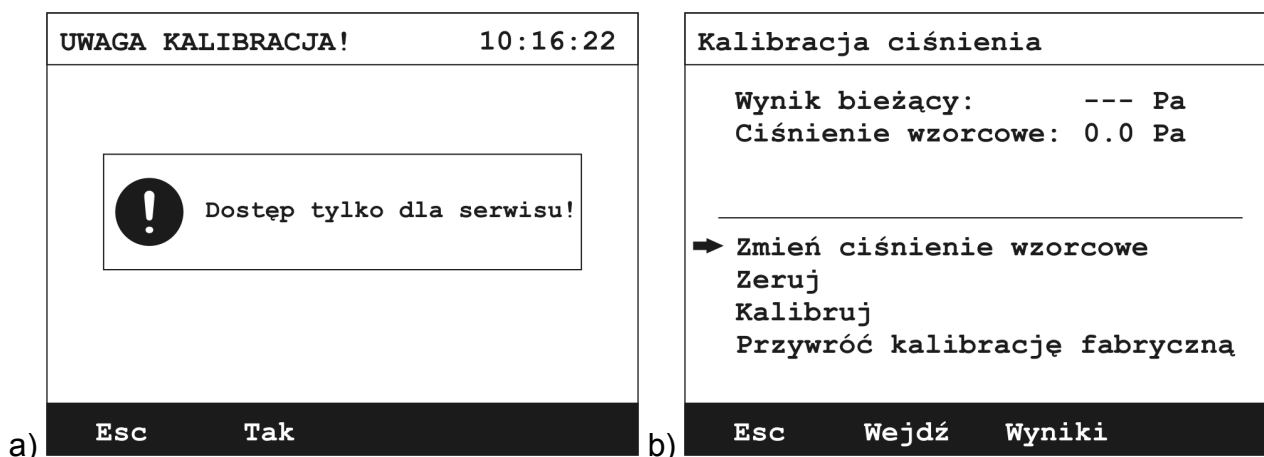 UWAGA KALIBRACJA! 10:16:22
Dostęp tylko dla serwisu!
Esc Tak
a)
Kalibracja ciśnienia
Wynik bieżący: --- Pa
Ciśnienie wzorcowe: 0.0 Pa
Zmień ciśnienie wzorcowe
Zeruj
Kalibruj
Przywróć kalibrację fabryczną
Esc Wejdź Wyniki
b)